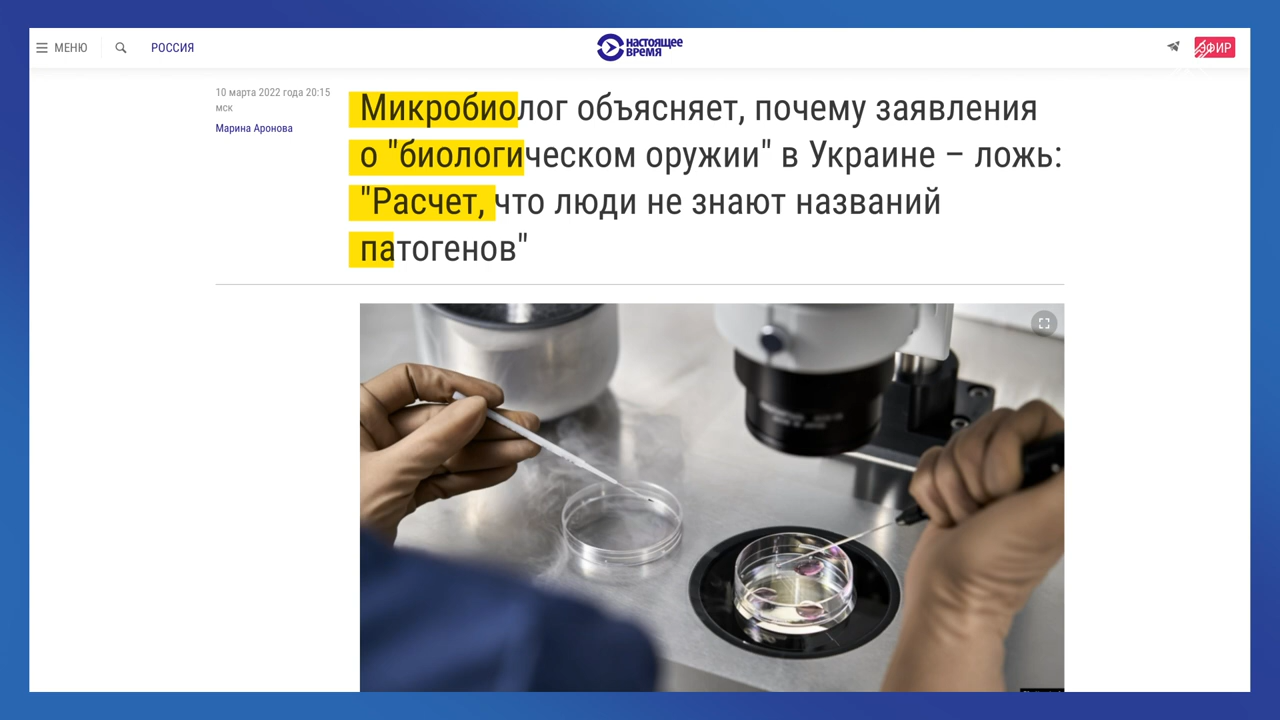 МЕНЮ
РОССИЯ
НАСТОЯЩЕЕ
ВРЕМЯ
ЭФИР
10 марта 2022 года 20:15
мск
Марина Аронова
Микробиолог объясняет, почему заявления
о "биологическом оружии" в Украине – ложь:
"Расчет, что люди не знают названий
патогенов"